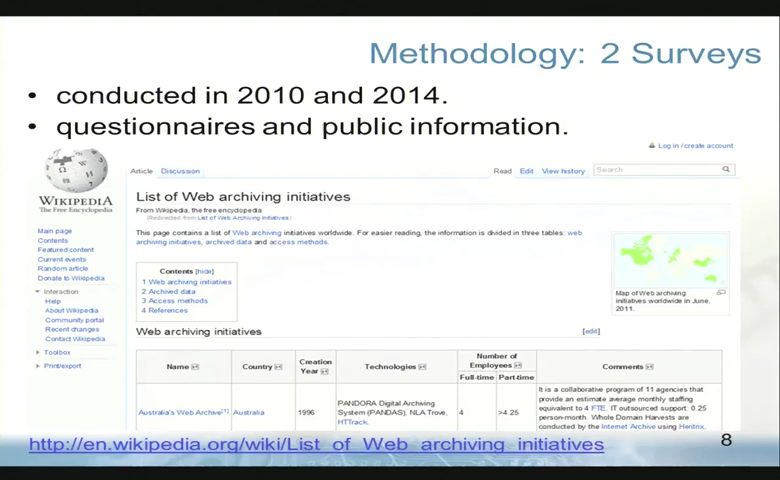 Methodology: 2 Surveys
• conducted in 2010 and 2014.
• questionnaires and public information.
Log in / create account
Article Discussion Read Edit View history Search
WIKIPEDIA
The Free Encyclopedia
Main page
Contents
Featured content
Current events
Random article
Donate to Wikipedia
Interaction
Help
About Wikipedia
Community portal
Recent changes
Contact Wikipedia
Toolbox
Print/export
List of Web archiving initiatives
From Wikipedia, the free encyclopedia
(Redirected from List of Web Archiving Initiatives)
This page contains a list of Web archiving initiatives worldwide. For easier reading, the information is divided in three tables: web
archiving initiatives, archived data and access methods.
Contents [hide]
1 Web archiving initiatives
2 Archived data
3 Access methods
4 References
Map of Web archiving
initiatives worldwide in June,
2011.
Web archiving initiatives [edit]
Name Country Creation Year Technologies Number of Employees Comments
Full-time Part-time
Australia's Web Archive[1] Australia 1996
PANDORA Digital Archiving
System (PANDAS), NLA Trove,
HTTrack.
4 >4.25
It is a collaborative program of 11 agencies that
provide an estimate average monthly staffing
equivalent to 4 FTE. IT outsourced support: 0.25
person-month. Whole Domain Harvests are
conducted by the Internet Archive using Heritrix,
http://en.wikipedia.org/wiki/List_of_Web_archiving_initiatives
8